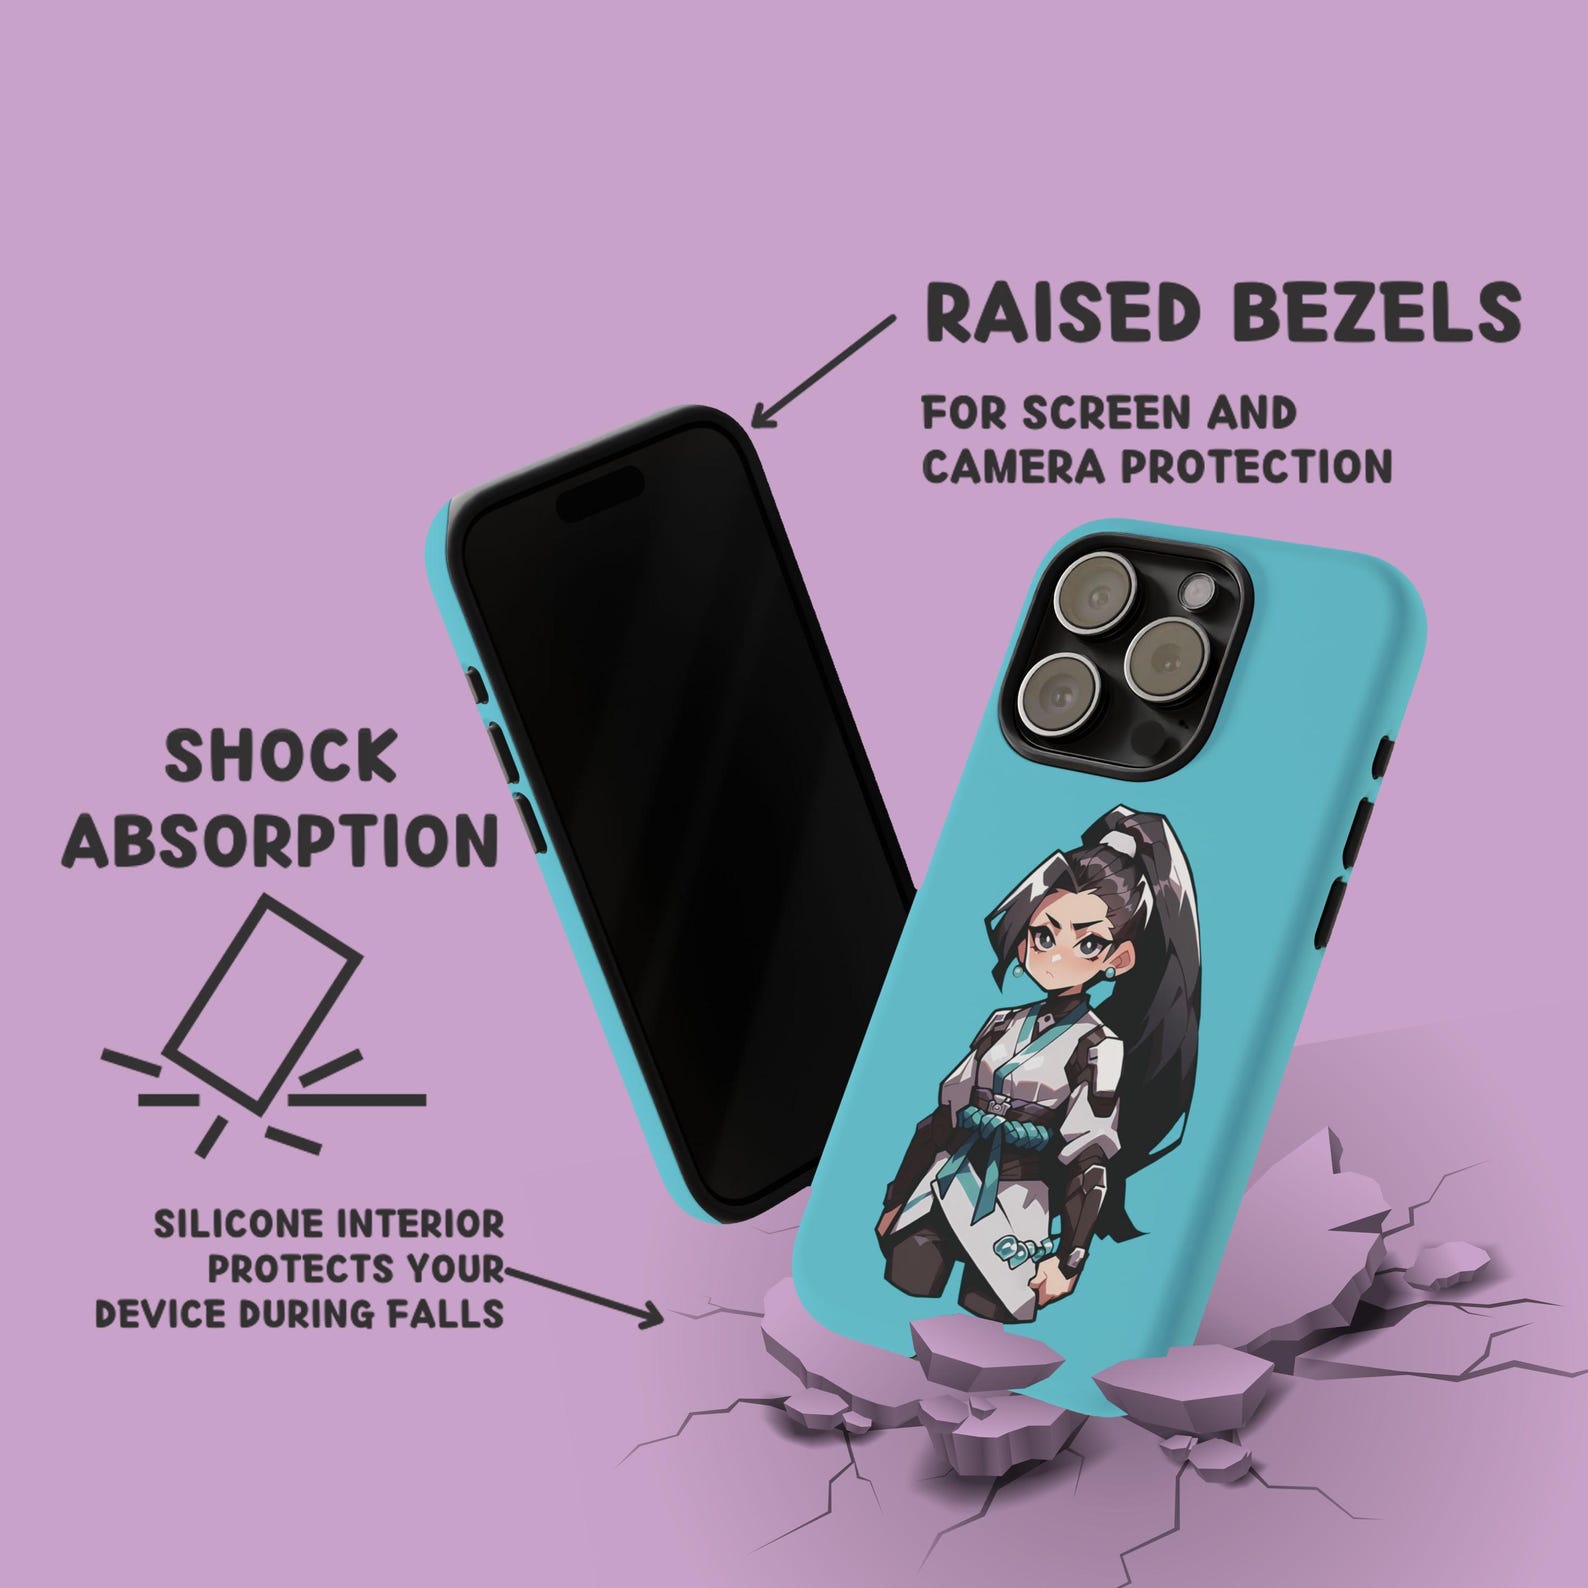 RAISED BEZELS
FOR SCREEN AND
CAMERA PROTECTION
SHOCK
ABSORPTION
SILICONE INTERIOR
PROTECTS YOUR
DEVICE DURING FALLS